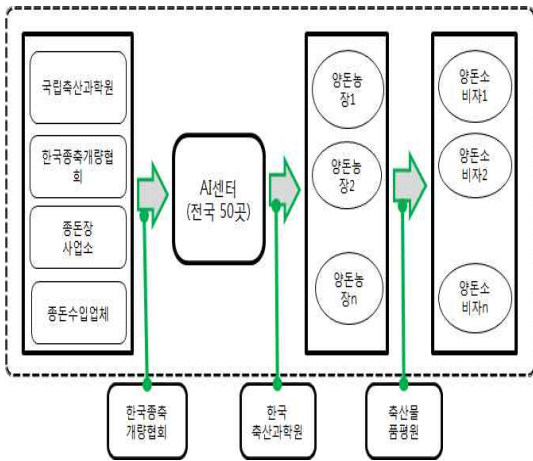 국립축산과학원
한국종축개량협
회
종돈장
사업소
종돈수입업체
AI센터
(전국 50곳)
양돈농
장1
양돈농
장2
양돈농
장n
양돈소
비자1
양돈소
비자2
양돈소
비자n
한국종축
개량협회
한국
축산과학원
축산물
품평원